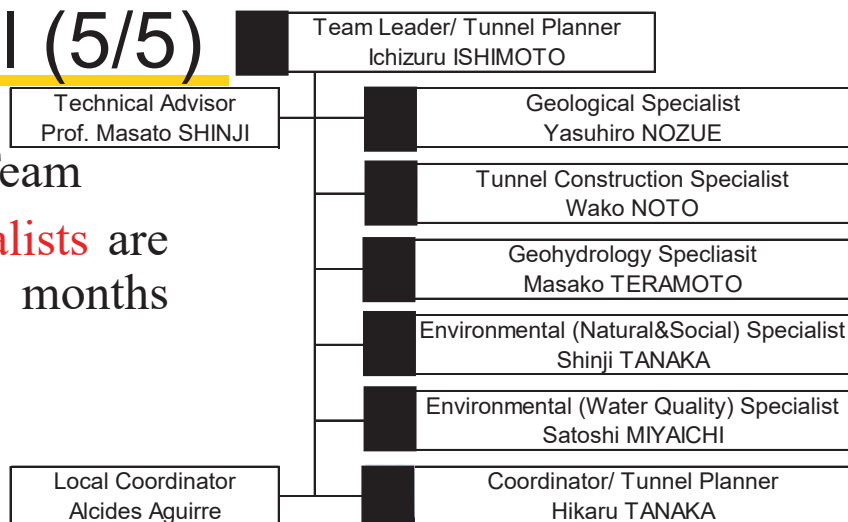 I (5/5)
Team Leader/ Tunnel Planner
Ichizuru ISHIMOTO
Technical Advisor
Prof. Masato SHINJI
Geological Specialist
Yasuhiro NOZUE
eam
alists are
months
Tunnel Construction Specialist
Wako NOTO
Geohydrology Specliasit
Masako TERAMOTO
Environmental (Natural&Social) Specialist
Shinji TANAKA
Environmental (Water Quality) Specialist
Satoshi MIYAICHI
Local Coordinator
Alcides Aguirre
Coordinator/ Tunnel Planner
Hikaru TANAKA